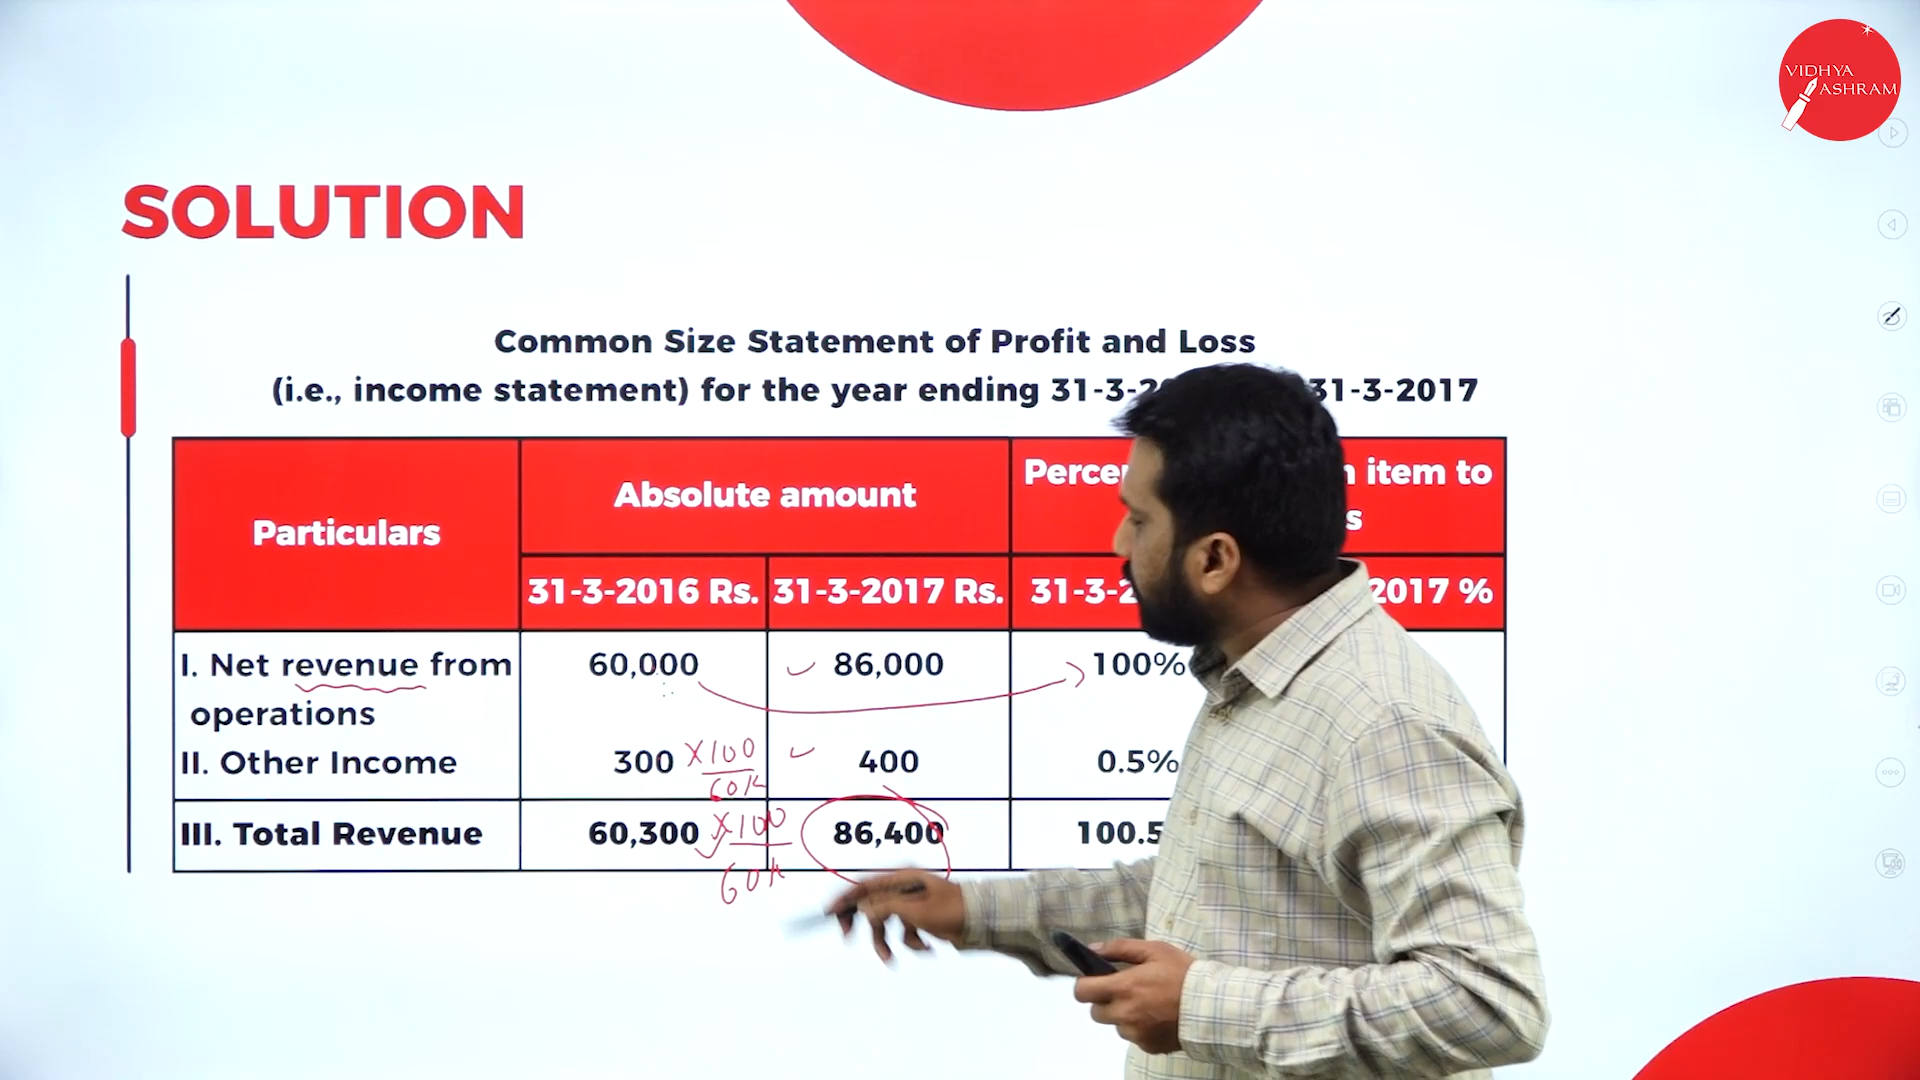 VIDHYA
ASHRAM
SOLUTION
Common Size Statement of Profit and Loss
(i.e., income statement) for the year ending 31-3-2 31-3-2017
Particulars
Absolute amount
item to
31-3-2016 Rs.
31-3-2017 Rs.
31-3-2
2017 %
I. Net revenue from
operations
60,000
86,000
100%
II. Other Income
300 X100
60k
400
0.5%
III. Total Revenue
60,300 X100
60k
86,400
100.5